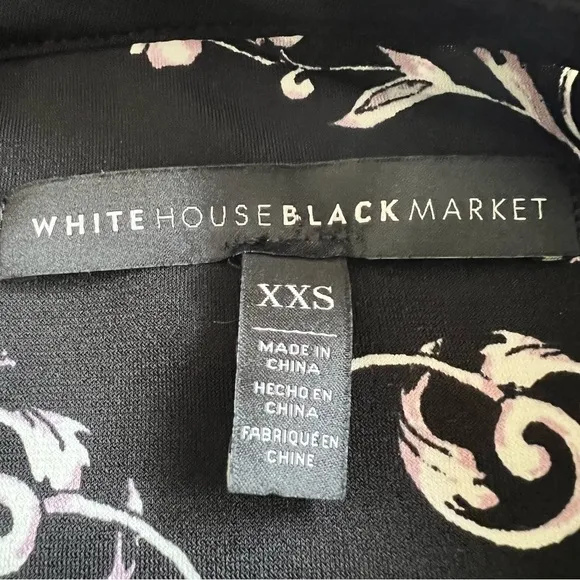 WHITE HOUSE BLACK MARKET
XXS
MADE IN
CHINA
HECHO EN
CHINA
FABRIQUÉ EN
CHINE